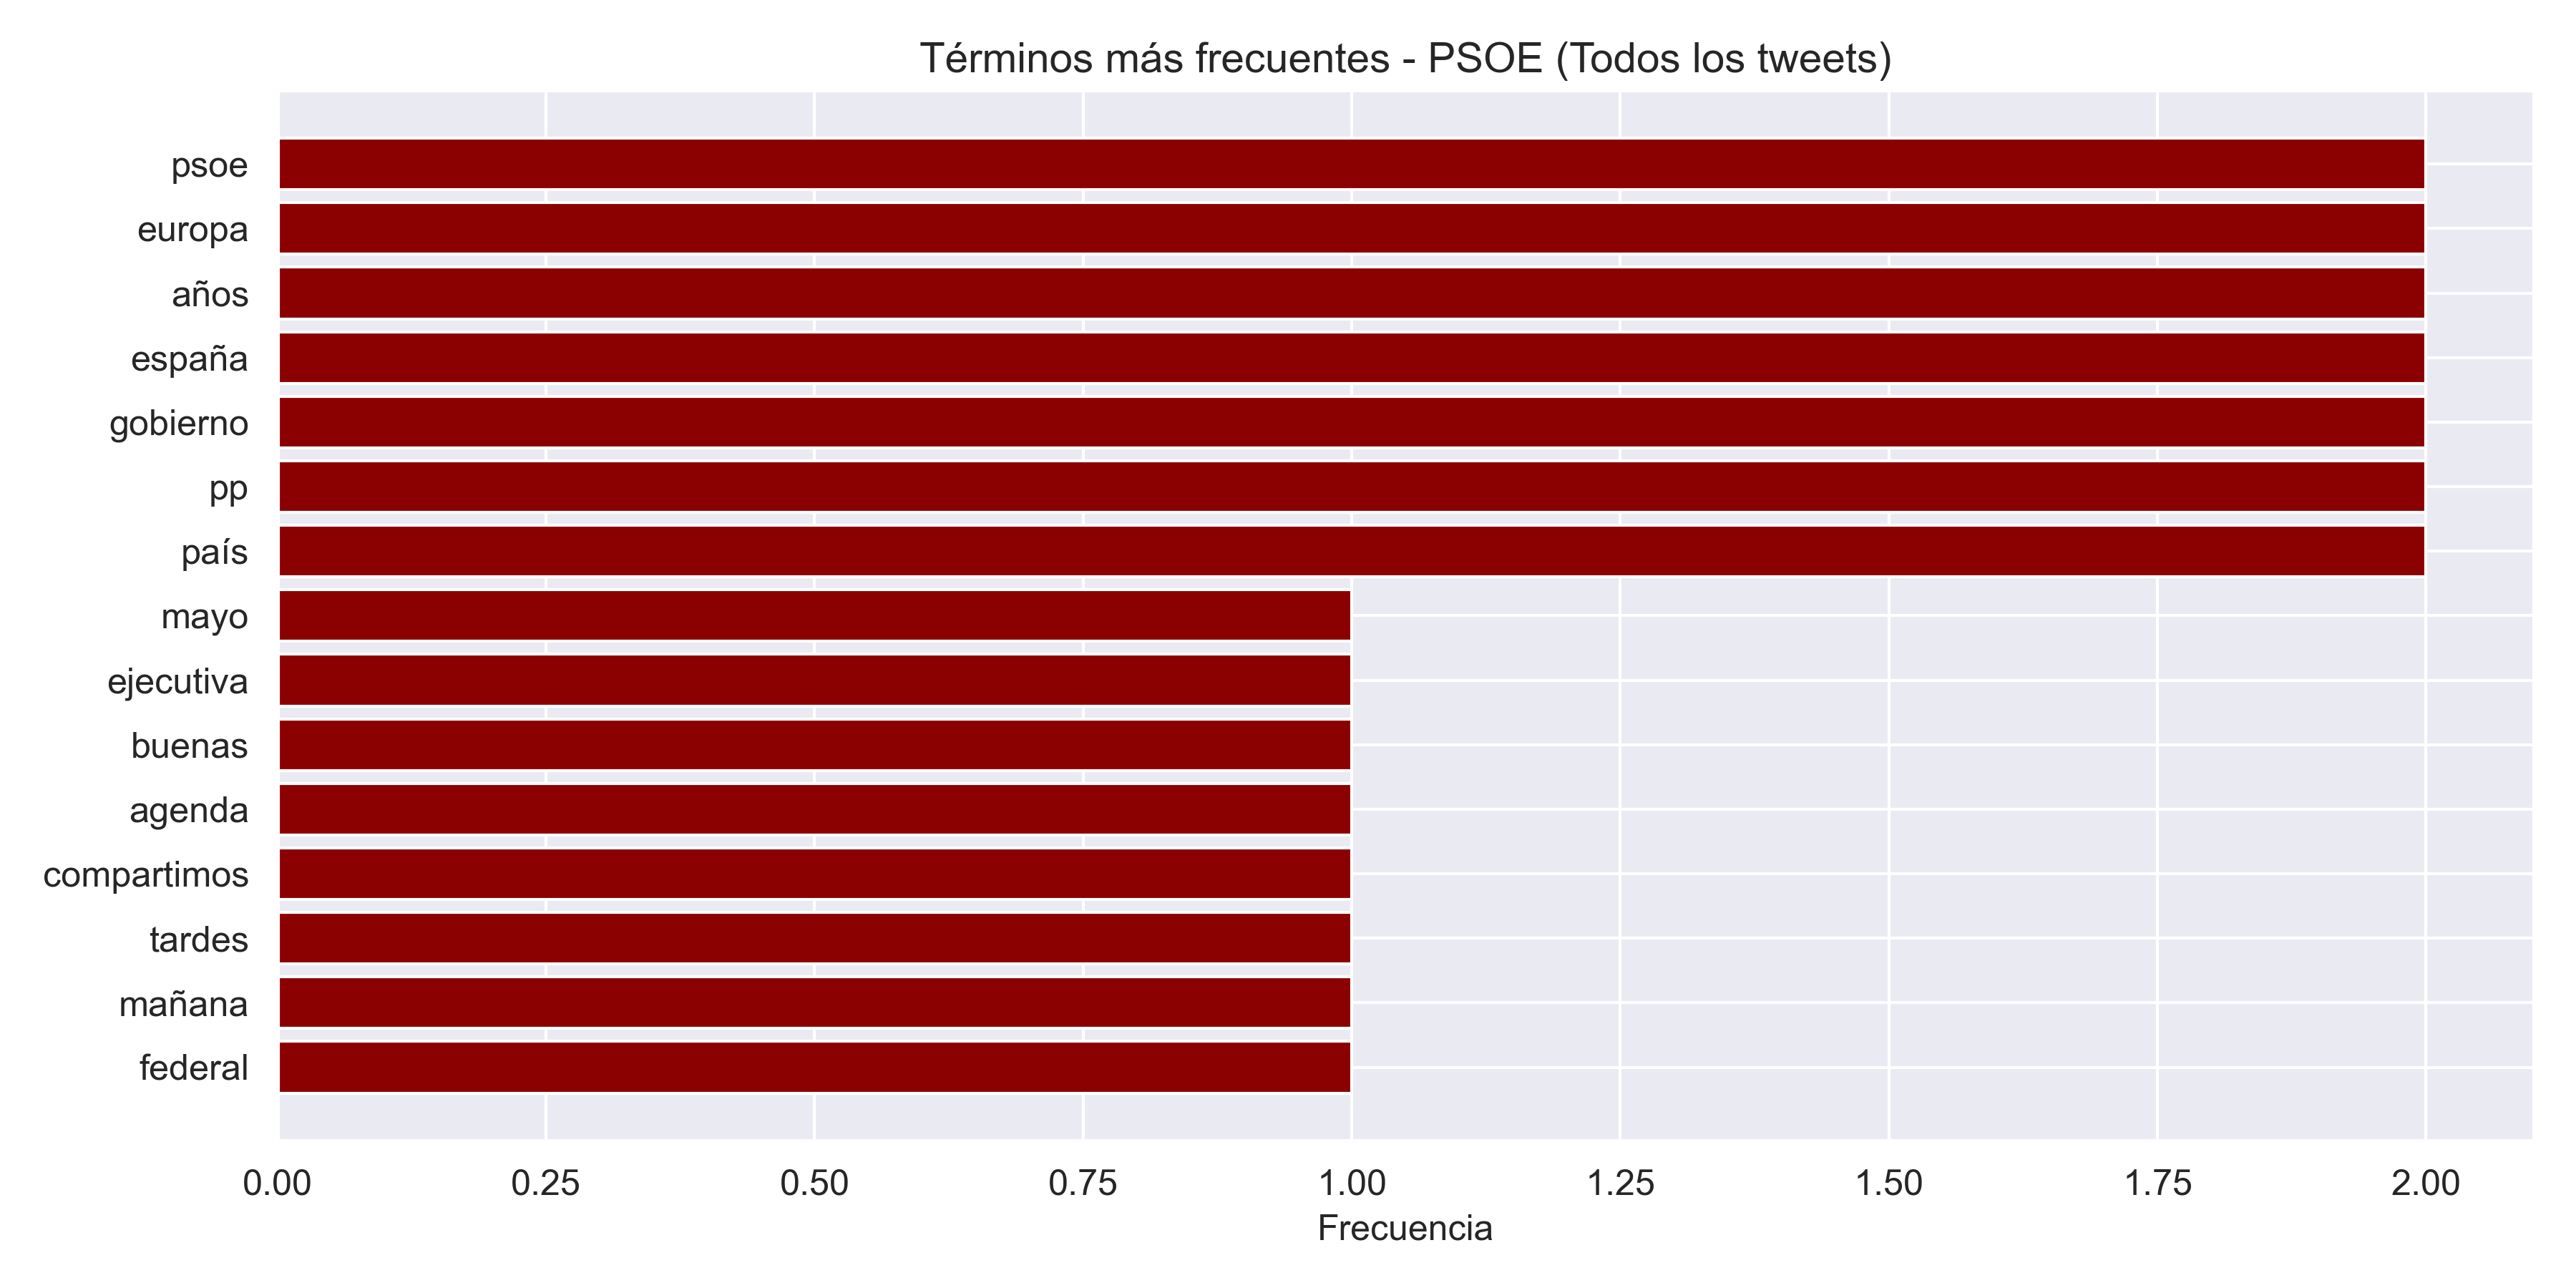 Términos más frecuentes - PSOE (Todos los tweets)
psoe
europa
años
españa
gobierno
pp
país
mayo
ejecutiva
buenas
agenda
compartimos
tardes
mañana
federal
0.00 0.25 0.50 0.75 1.00 1.25 1.50 1.75 2.00
Frecuencia